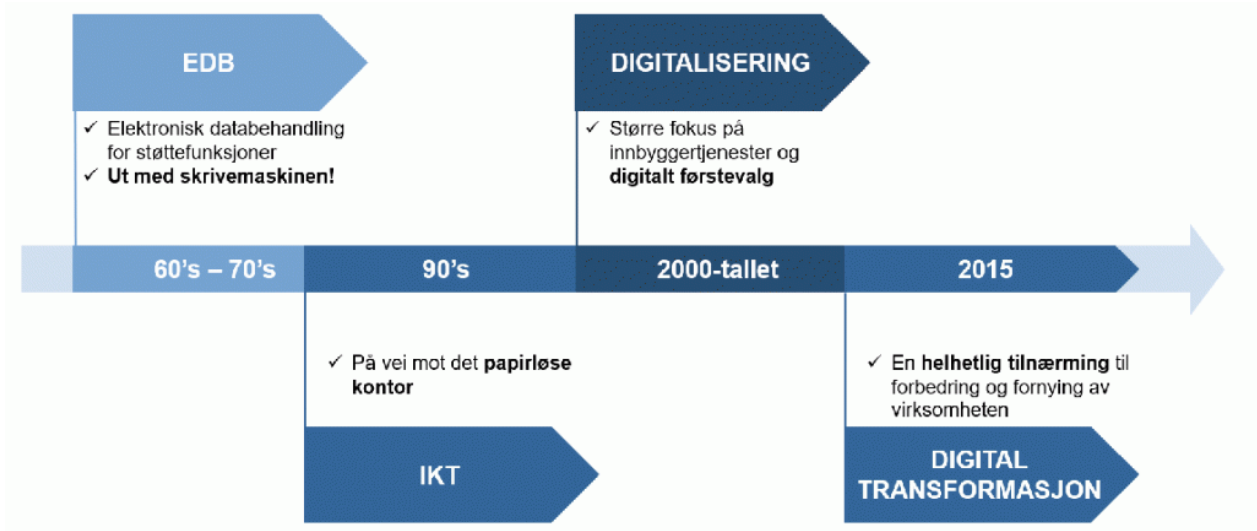 EDB
✓ Elektronisk databehandling
for støttefunksjoner
✓ Ut med skrivemaskinen!
DIGITALISERING
✓ Større fokus på
innbyggertjenester og
digitalt førstevalg
60's – 70's
90's
2000-tallet
2015
✓ På vei mot det papirløse
kontor
IKT
✓ En helhetlig tilnærming til
forbedring og fornying av
virksomheten
DIGITAL
TRANSFORMASJON